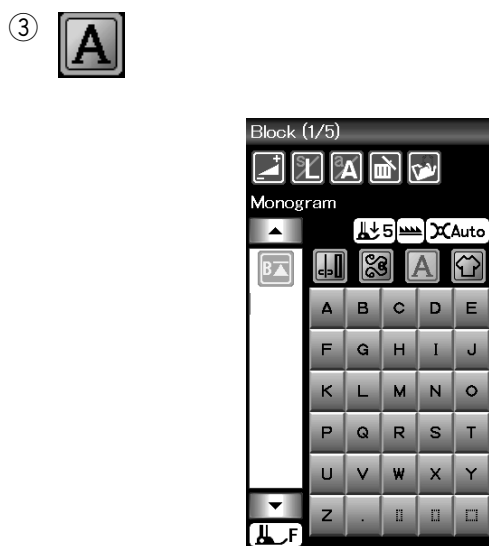 ③ A
Block (1/5)
S L a A
Monogram
5 Auto
B A
A B C D E
F G H I J
K L M N O
P Q R S T
U V W X Y
Z .
F